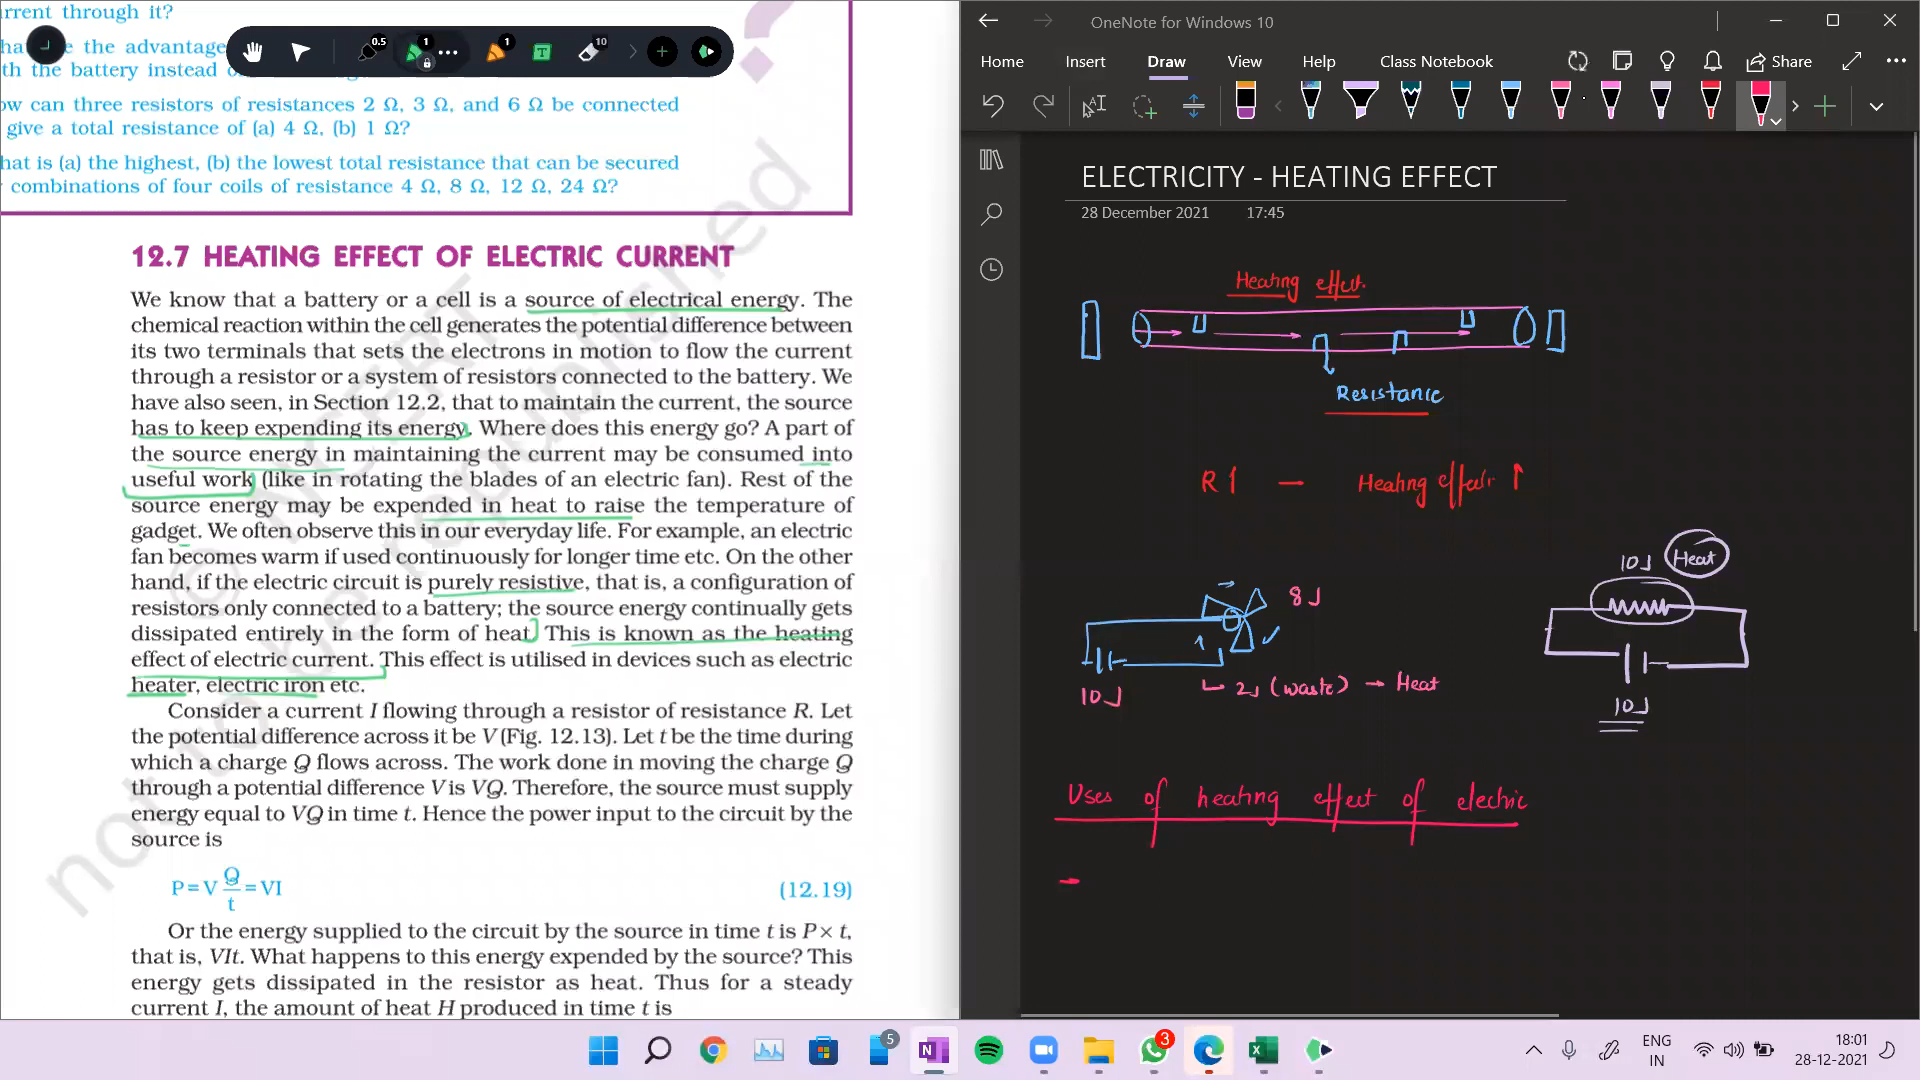 rrent through it?
e the advantage
th the battery instead o
ow can three resistors of resistances 2 Ω, 3 Ω, and 6 Ω be connected
give a total resistance of (a) 4 Ω, (b) 1 Ω?
hat is (a) the highest, (b) the lowest total resistance that can be secured
combinations of four coils of resistance 4 Ω, 8 Ω, 12 Ω, 24 Ω?
0.5
1
1
10
12.7 HEATING EFFECT OF ELECTRIC CURRENT
We know that a battery or a cell is a source of electrical energy. The
chemical reaction within the cell generates the potential difference between
its two terminals that sets the electrons in motion to flow the current
through a resistor or a system of resistors connected to the battery. We
have also seen, in Section 12.2, that to maintain the current, the source
has to keep expending its energy. Where does this energy go? A part of
the source energy in maintaining the current may be consumed into
useful work (like in rotating the blades of an electric fan). Rest of the
source energy may be expended in heat to raise the temperature of
gadget. We often observe this in our everyday life. For example, an electric
fan becomes warm if used continuously for longer time etc. On the other
hand, if the electric circuit is purely resistive, that is, a configuration of
resistors only connected to a battery; the source energy continually gets
dissipated entirely in the form of heat. This is known as the heating
effect of electric current. This effect is utilised in devices such as electric
heater, electric iron etc.
Consider a current I flowing through a resistor of resistance R. Let
the potential difference across it be V (Fig. 12.13). Let t be the time during
which a charge Q flows across. The work done in moving the charge Q
through a potential difference V is VQ. Therefore, the source must supply
energy equal to VQ in time t. Hence the power input to the circuit by the
source is
P = V Q/t = VI (12.19)
Or the energy supplied to the circuit by the source in time t is P × t,
that is, VIt. What happens to this energy expended by the source? This
energy gets dissipated in the resistor as heat. Thus for a steady
current I, the amount of heat H produced in time t is
© NCERT
not to be republished
OneNote for Windows 10
Home Insert Draw View Help Class Notebook Share
ELECTRICITY - HEATING EFFECT
28 December 2021 17:45
Heating effect.
Resistance
R↑ — Heating effect ↑
8J
10J
↳ 2J (waste) → Heat
10J Heat
10J
Uses of heating effect of electric
-
5
3
ENG
IN
18:01
28-12-2021